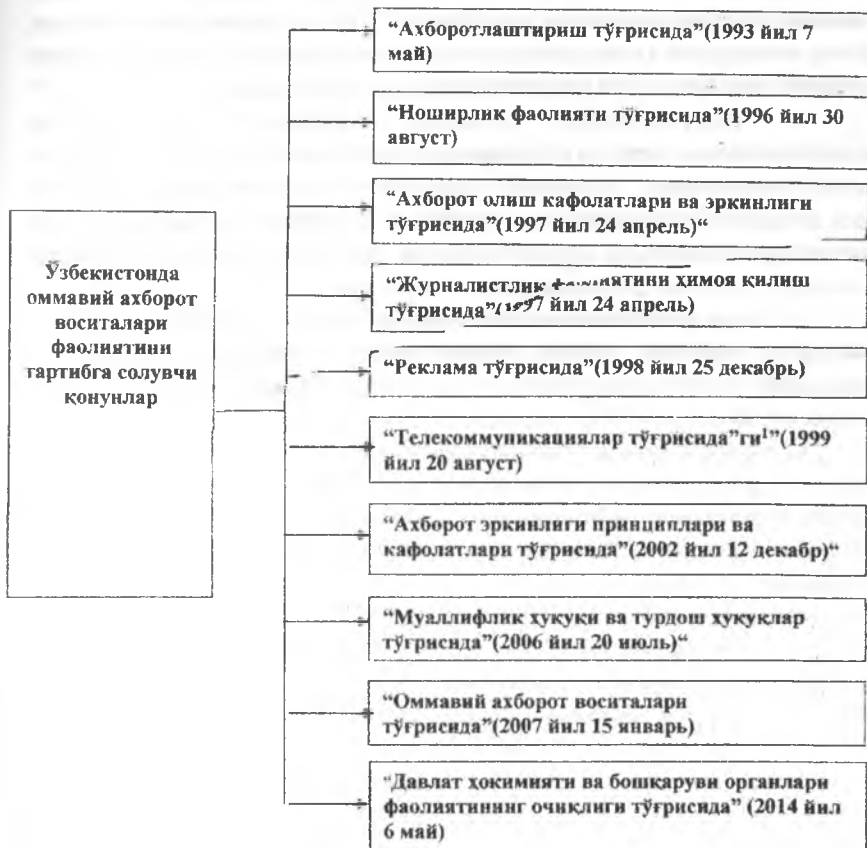 Ўзбекистонда
оммавий ахборот
воситалари
фаолиятини
тартибга солувчи
қонунлар
“Ахборотлаштириш тўғрисида”(1993 йил 7
май)
“Ноширлик фаолияти тўғрисида”(1996 йил 30
август)
“Ахборот олиш кафолатлари ва эркинлиги
тўғрисида”(1997 йил 24 апрель)“
“Журналистлик ҳимоя қилиш
тўғрисида”(1997 йил 24 апрель)
“Реклама тўғрисида”(1998 йил 25 декабрь)
“Телекоммуникациялар тўғрисида”ги¹”(1999
йил 20 август)
“Ахборот эркинлиги принциплари ва
кафолатлари тўғрисида”(2002 йил 12 декабр)“
“Муаллифлик ҳуқуқи ва турдош ҳуқуқлар
тўғрисида”(2006 йил 20 июль)“
“Оммавий ахборот воситалари
тўғрисида”(2007 йил 15 январь)
“Давлат ҳокимияти ва бошқаруви органлари
фаолиятининг очиқлиги тўғрисида” (2014 йил
6 май)